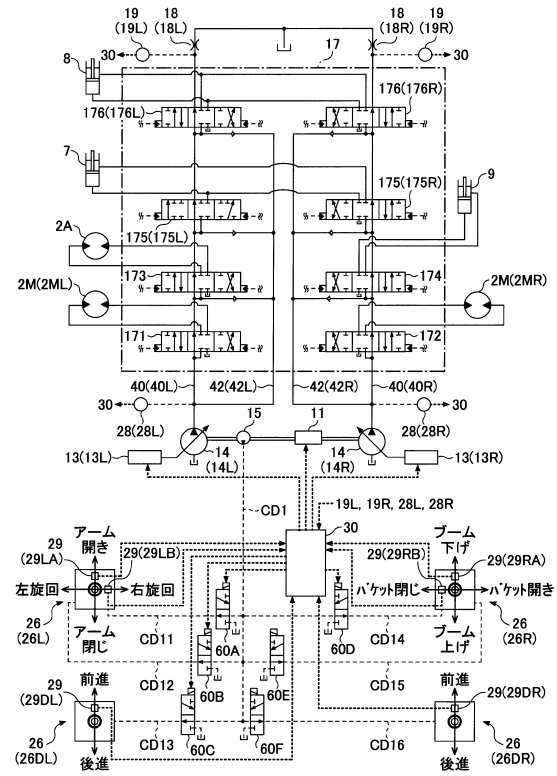 19
(19L)
18
(18L)
18
(18R)
19
(19R)
30
30
17
8
176(176L)
176(176R)
7
9
175(175L)
175(175R)
2A
173
174
2M(2ML)
2M(2MR)
171
172
40(40L)
42(42L)
42(42R)
40(40R)
30
30
28(28L)
15
11
28(28R)
13(13L)
14
(14L)
14
(14R)
13(13R)
CD1
19L, 19R, 28L, 28R
30
29
(29LA)
アーム
開き
29(29LB)
ブーム
下げ
29(29RB)
29(29RA)
左旋回
右旋回
バケット閉じ
バケット開き
26
(26L)
アーム
閉じ
CD11
60A
60D
CD14
ブーム
上げ
26
(26R)
CD12
60B
60E
CD15
29
(29DL)
前進
前進
29(29DR)
26
(26DL)
後進
CD13
60C
60F
CD16
後進
26
(26DR)